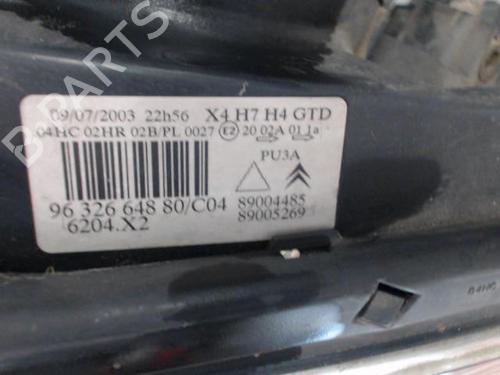 09/07/2003 22h56 X4 H7 H4 GTD
04HC 02HR 02B/PL 0027 E2 20 02A 01 1a
PU3A
96 326 648 80/C04
6204.X2
89004485
89005269
B-PARTS